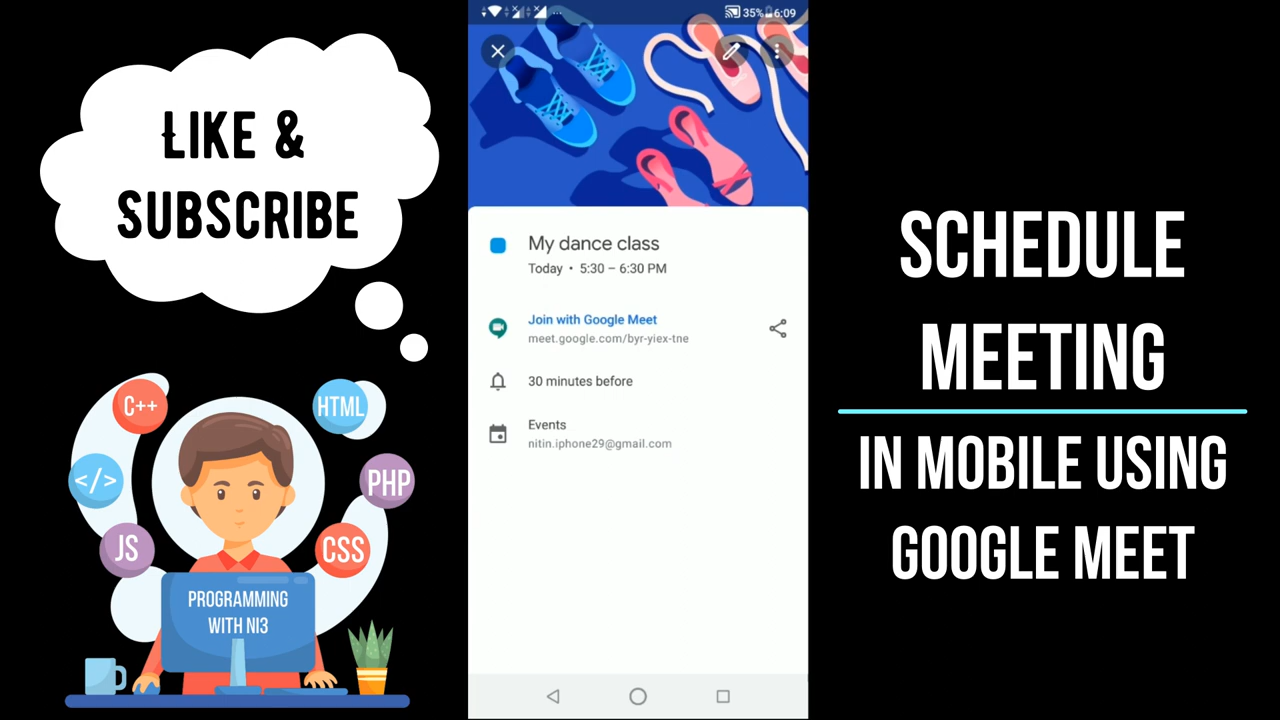 LIKE &
SUBSCRIBE
C++
HTML
</>
PHP
JS
CSS
PROGRAMMING
WITH NI3
35% 6:09
My dance class
Today • 5:30 – 6:30 PM
Join with Google Meet
meet.google.com/byr-yiex-tne
30 minutes before
Events
nitin.iphone29@gmail.com
SCHEDULE
MEETING
IN MOBILE USING
GOOGLE MEET